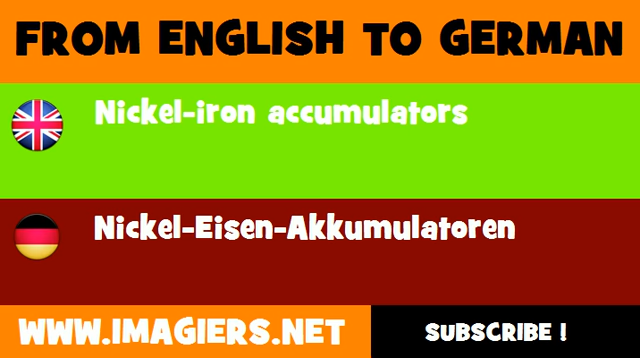 FROM ENGLISH TO GERMAN
Nickel-iron accumulators
Nickel-Eisen-Akkumulatoren
WWW.IMAGIERS.NET
SUBSCRIBE !